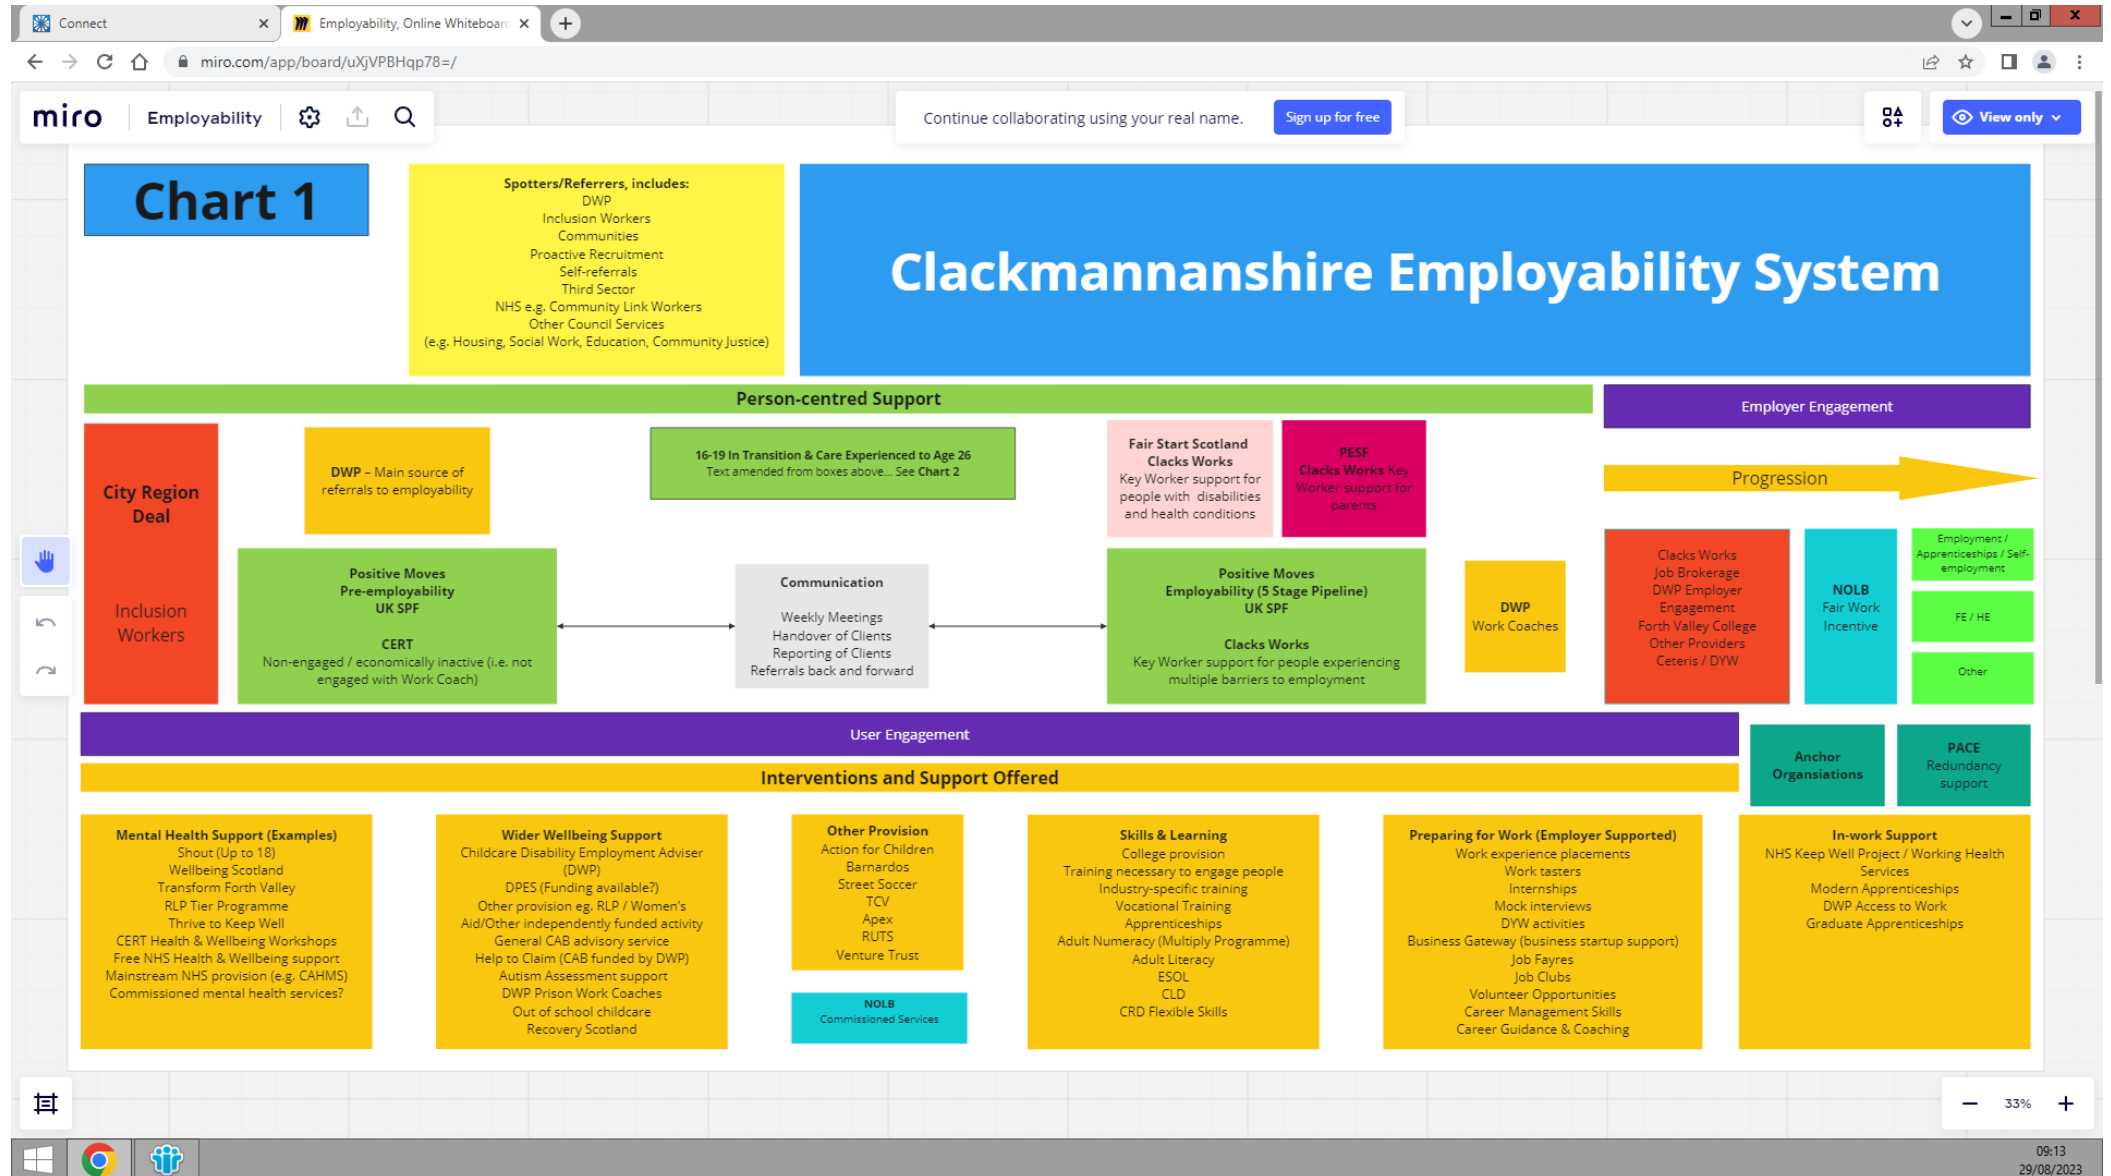 Connect
Employability, Online Whiteboar
miro.com/app/board/uXjVPBHqp78=/
miro
Employability
Continue collaborating using your real name.
Sign up for free
View only
Chart 1
Spotters/Referrers, includes:
DWP
Inclusion Workers
Communities
Proactive Recruitment
Self-referrals
Third Sector
NHS e.g. Community Link Workers
Other Council Services
(e.g. Housing, Social Work, Education, Community Justice)
Clackmannanshire Employability System
Person-centred Support
Employer Engagement
City Region
Deal
Inclusion
Workers
DWP – Main source of
referrals to employability
16-19 In Transition & Care Experienced to Age 26
Text amended from boxes above... See Chart 2
Fair Start Scotland
Clacks Works
Key Worker support for
people with disabilities
and health conditions
PESF
Clacks Works Key
Worker support for
parents
Progression
Positive Moves
Pre-employability
UK SPF
CERT
Non-engaged / economically inactive (i.e. not
engaged with Work Coach)
Communication
Weekly Meetings
Handover of Clients
Reporting of Clients
Referrals back and forward
Positive Moves
Employability (5 Stage Pipeline)
UK SPF
Clacks Works
Key Worker support for people experiencing
multiple barriers to employment
DWP
Work Coaches
Clacks Works
Job Brokerage
DWP Employer
Engagement
Forth Valley College
Other Providers
Ceteris / DYW
NOLB
Fair Work
Incentive
Employment /
Apprenticeships / Self-
employment
FE / HE
Other
User Engagement
Interventions and Support Offered
Anchor
Organsiations
PACE
Redundancy
support
Mental Health Support (Examples)
Shout (Up to 18)
Wellbeing Scotland
Transform Forth Valley
RLP Tier Programme
Thrive to Keep Well
CERT Health & Wellbeing Workshops
Free NHS Health & Wellbeing support
Mainstream NHS provision (e.g. CAHMS)
Commissioned mental health services?
Wider Wellbeing Support
Childcare Disability Employment Adviser
(DWP)
DPES (Funding available?)
Other provision eg. RLP / Women's
Aid/Other independently funded activity
General CAB advisory service
Help to Claim (CAB funded by DWP)
Autism Assessment support
DWP Prison Work Coaches
Out of school childcare
Recovery Scotland
Other Provision
Action for Children
Barnardos
Street Soccer
TCV
Apex
RUTS
Venture Trust
NOLB
Commissioned Services
Skills & Learning
College provision
Training necessary to engage people
Industry-specific training
Vocational Training
Apprenticeships
Adult Numeracy (Multiply Programme)
Adult Literacy
ESOL
CLD
CRD Flexible Skills
Preparing for Work (Employer Supported)
Work experience placements
Work tasters
Internships
Mock interviews
DYW activities
Business Gateway (business startup support)
Job Fayres
Job Clubs
Volunteer Opportunities
Career Management Skills
Career Guidance & Coaching
In-work Support
NHS Keep Well Project / Working Health
Services
Modern Apprenticeships
DWP Access to Work
Graduate Apprenticeships
33%
09:13
29/08/2023